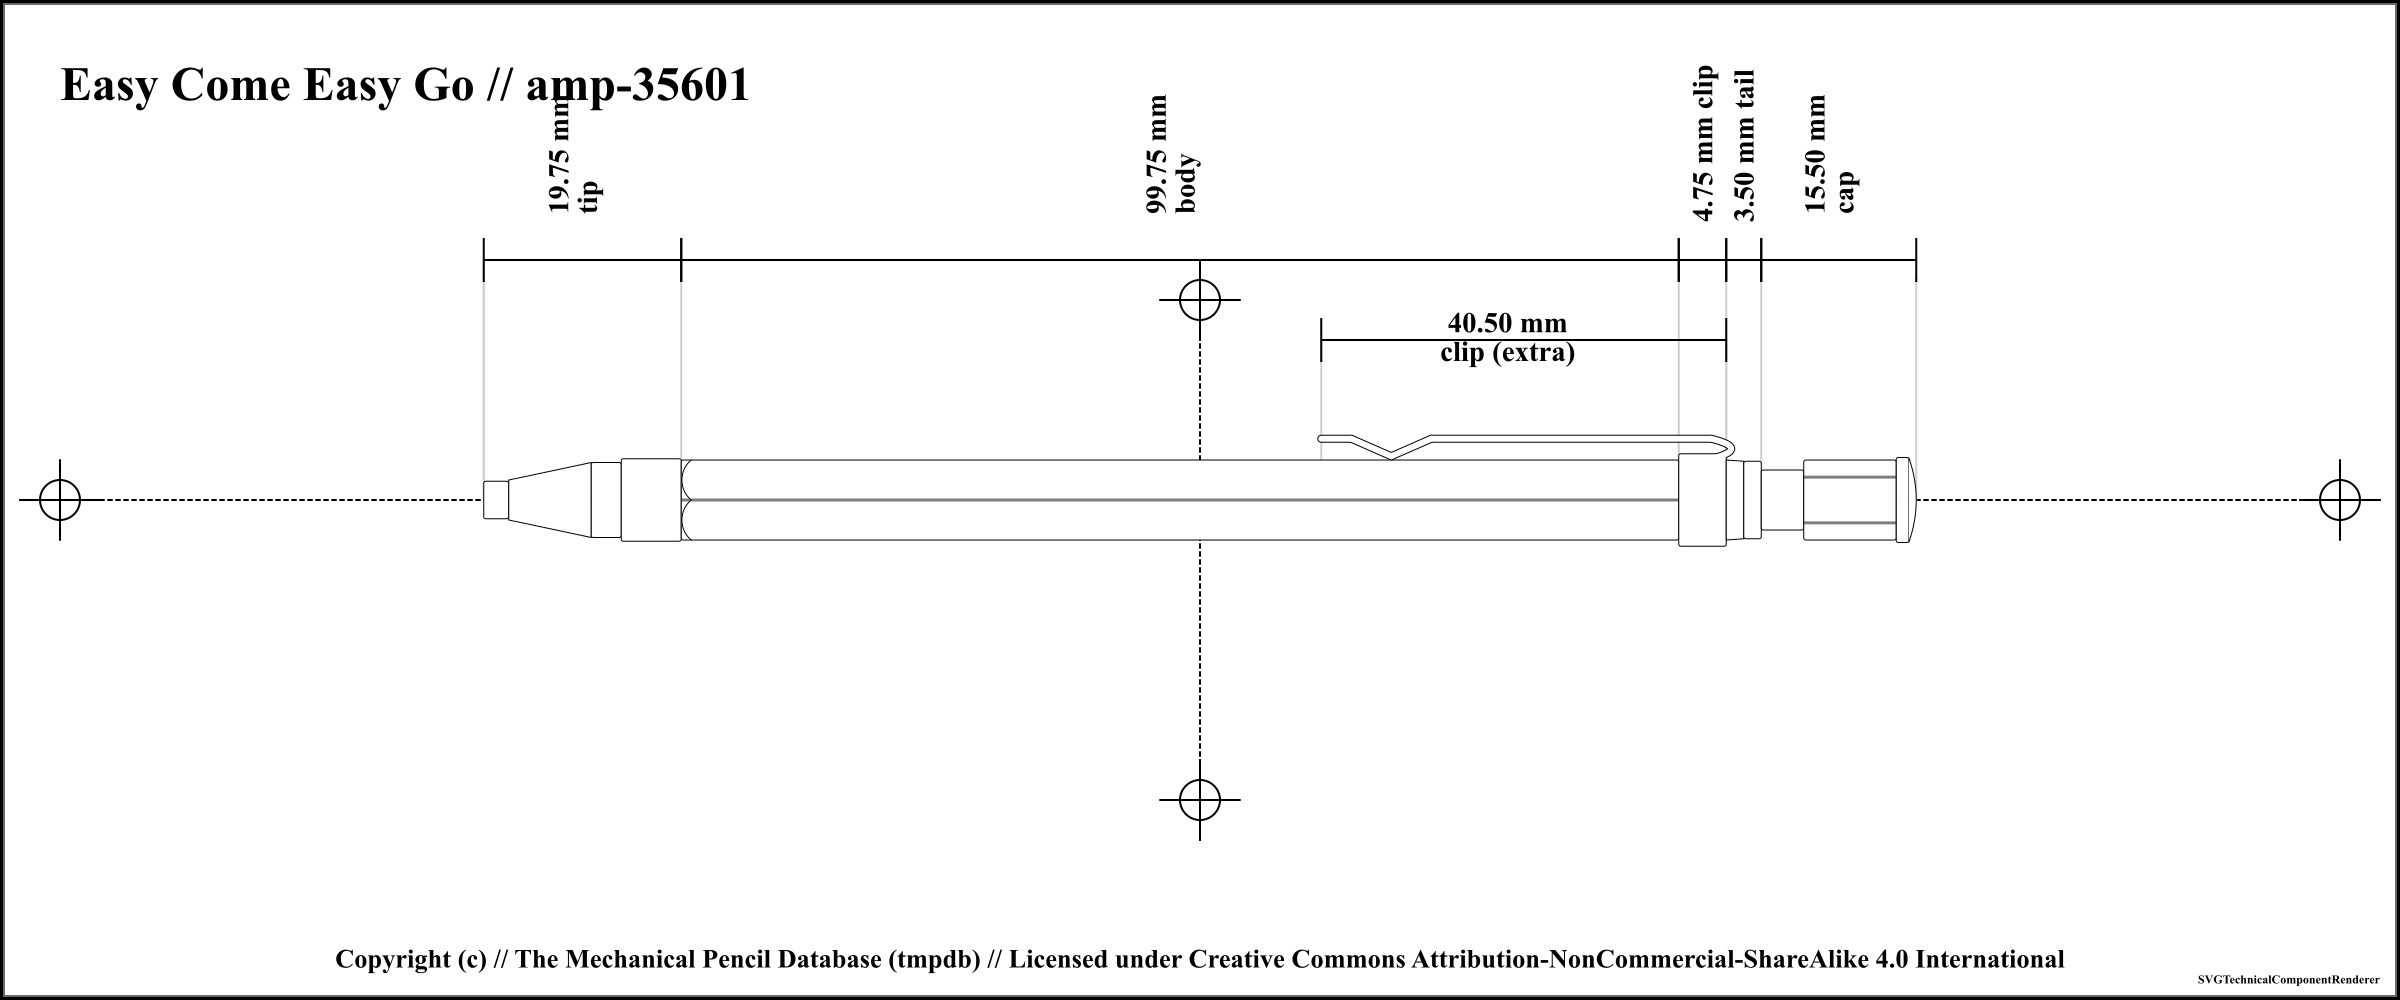 Easy Come Easy Go // amp-35601
19.75 mm
tip
99.75 mm
body
4.75 mm clip
3.50 mm tail
15.50 mm
cap
40.50 mm
clip (extra)
Copyright (c) // The Mechanical Pencil Database (tmpdb) // Licensed under Creative Commons Attribution-NonCommercial-ShareAlike 4.0 International
SVGTechnicalComponentRenderer